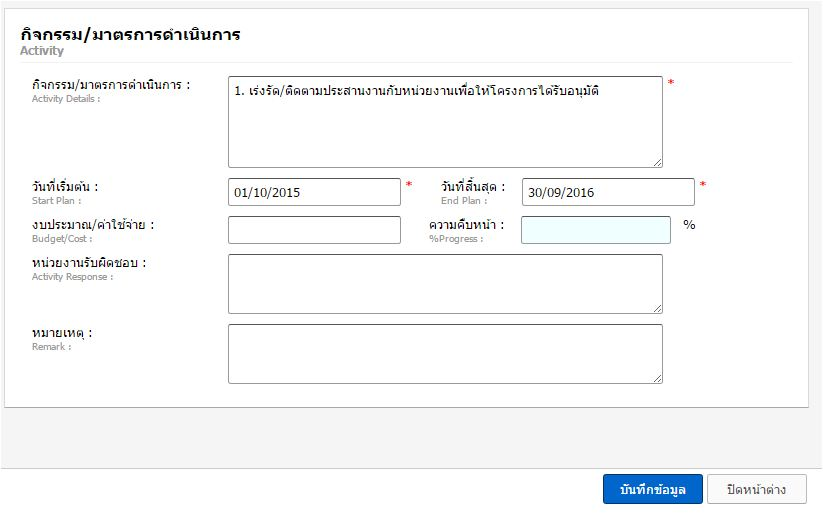 กิจกรรม/มาตรการดำเนินการ
Activity
กิจกรรม/มาตรการดำเนินการ :
Activity Details :
1. เร่งรัด/ติดตามประสานงานกับหน่วยงานเพื่อให้โครงการได้รับอนุมัติ
*
วันที่เริ่มต้น :
Start Plan :
01/10/2015
*
วันที่สิ้นสุด :
End Plan :
30/09/2016
*
งบประมาณ/ค่าใช้จ่าย :
Budget/Cost :
ความคืบหน้า :
%Progress :
%
หน่วยงานรับผิดชอบ :
Activity Response :
หมายเหตุ :
Remark :
บันทึกข้อมูล
ปิดหน้าต่าง